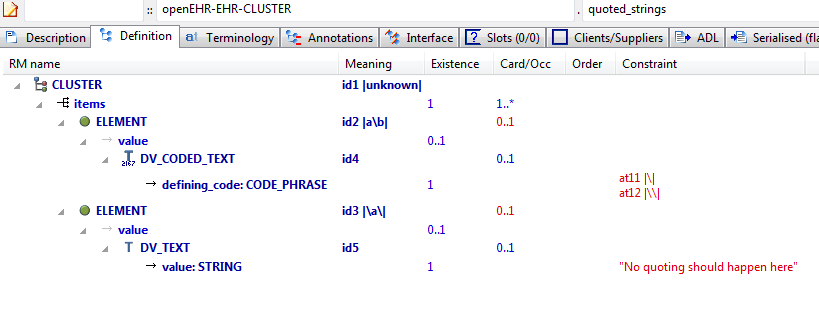 :: openEHR-EHR-CLUSTER . quoted_strings
Description Definition Terminology Annotations Interface Slots (0/0) Clients/Suppliers ADL Serialised (fla
RM name Meaning Existence Card/Occ Order Constraint
CLUSTER id1 |unknown|
items 1 1..*
ELEMENT id2 |a\b| 0..1
value 0..1
DV_CODED_TEXT id4 0..1
defining_code: CODE_PHRASE 1 at11 |\|
at12 |\\|
ELEMENT id3 |\a\| 0..1
value 0..1
DV_TEXT id5 0..1
value: STRING 1 "No quoting should happen here"